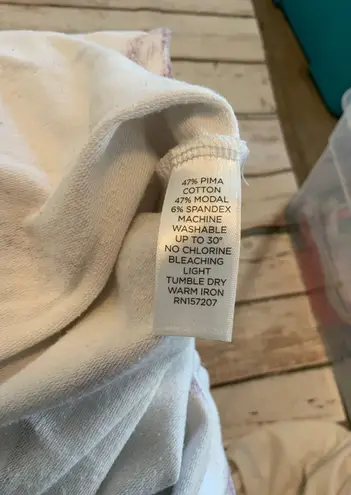 47% PIMA
COTTON
47% MODAL
6% SPANDEX
MACHINE
WASHABLE
UP TO 30°
NO CHLORINE
BLEACHING
LIGHT
TUMBLE DRY
WARM IRON
RN157207